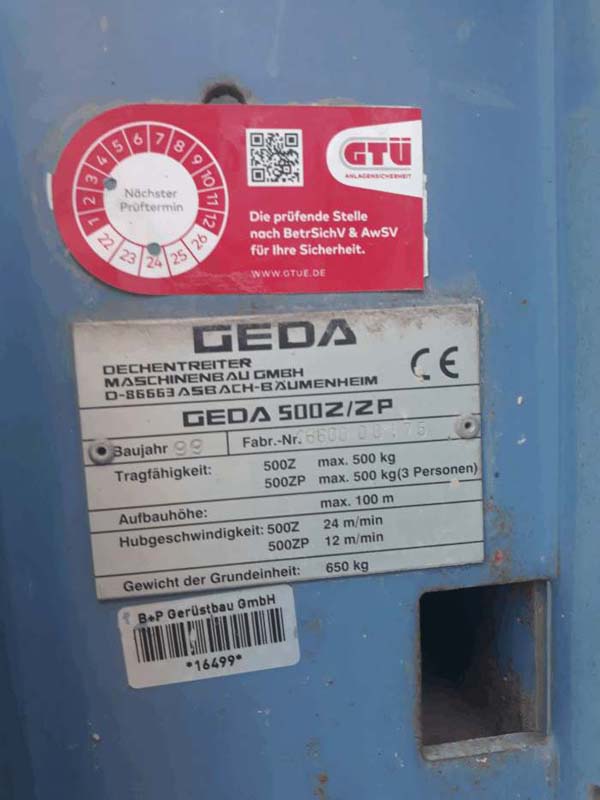 1 2 3 4 5 6 7 8 9 10 11 12
Nächster
Prüftermin
22 23 24 25 26
GTÜ
ANLAGENSICHERHEIT
Die prüfende Stelle
nach BetrSichV & AwSV
für Ihre Sicherheit.
WWW.GTUE.DE
GEDA
DECHENTREITER
MASCHINENBAU GMBH
D-86663 ASBACH-BÄUMENHEIM
CE
GEDA 500Z/ZP
Baujahr 99 Fabr.-Nr.
Tragfähigkeit: 500Z max. 500 kg
500ZP max. 500 kg(3 Personen)
Aufbauhöhe: max. 100 m
Hubgeschwindigkeit: 500Z 24 m/min
500ZP 12 m/min
Gewicht der Grundeinheit: 650 kg
B+P Gerüstbau GmbH
*16499*